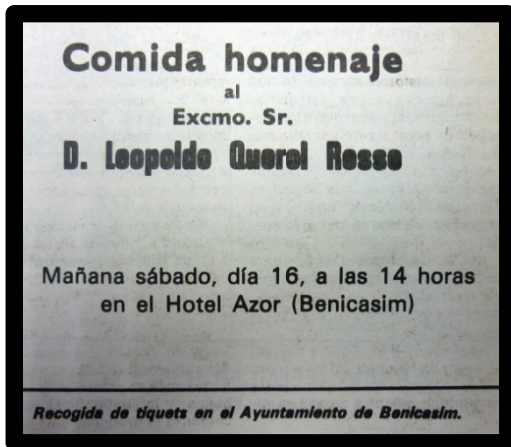 Comida homenaje
al
Excmo. Sr.
D. Leopoldo Querol Rosso
Mañana sábado, día 16, a las 14 horas
en el Hotel Azor (Benicasim)
Recogida de tiquets en el Ayuntamiento de Benicasim.